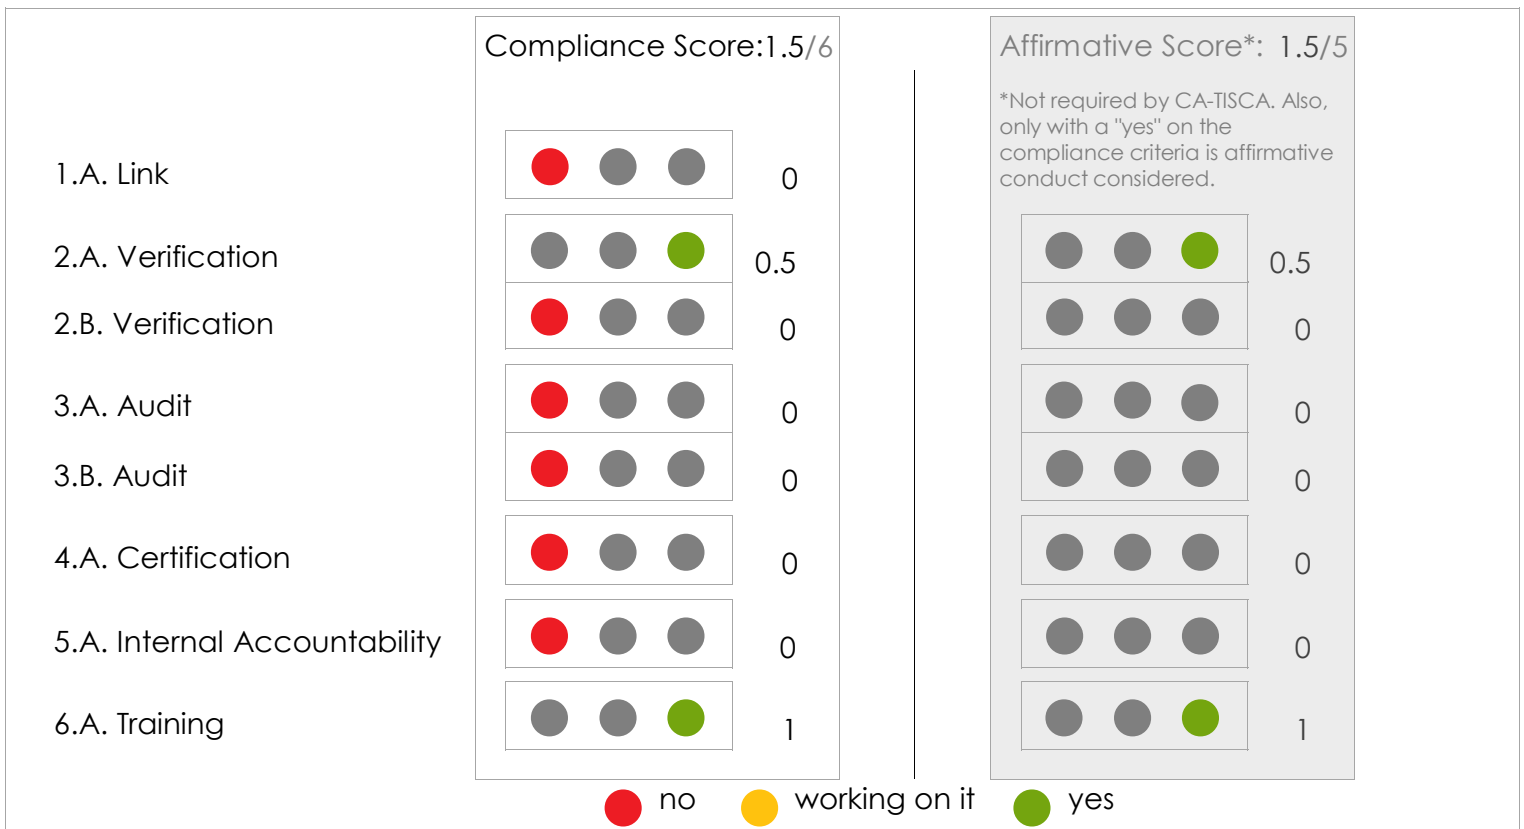 Compliance Score:1.5/6
Affirmative Score*: 1.5/5
*Not required by CA-TISCA. Also,
only with a "yes" on the
compliance criteria is affirmative
conduct considered.
1.A. Link 0
2.A. Verification 0.5 0.5
2.B. Verification 0 0
3.A. Audit 0 0
3.B. Audit 0 0
4.A. Certification 0 0
5.A. Internal Accountability 0 0
6.A. Training 1 1
no working on it yes